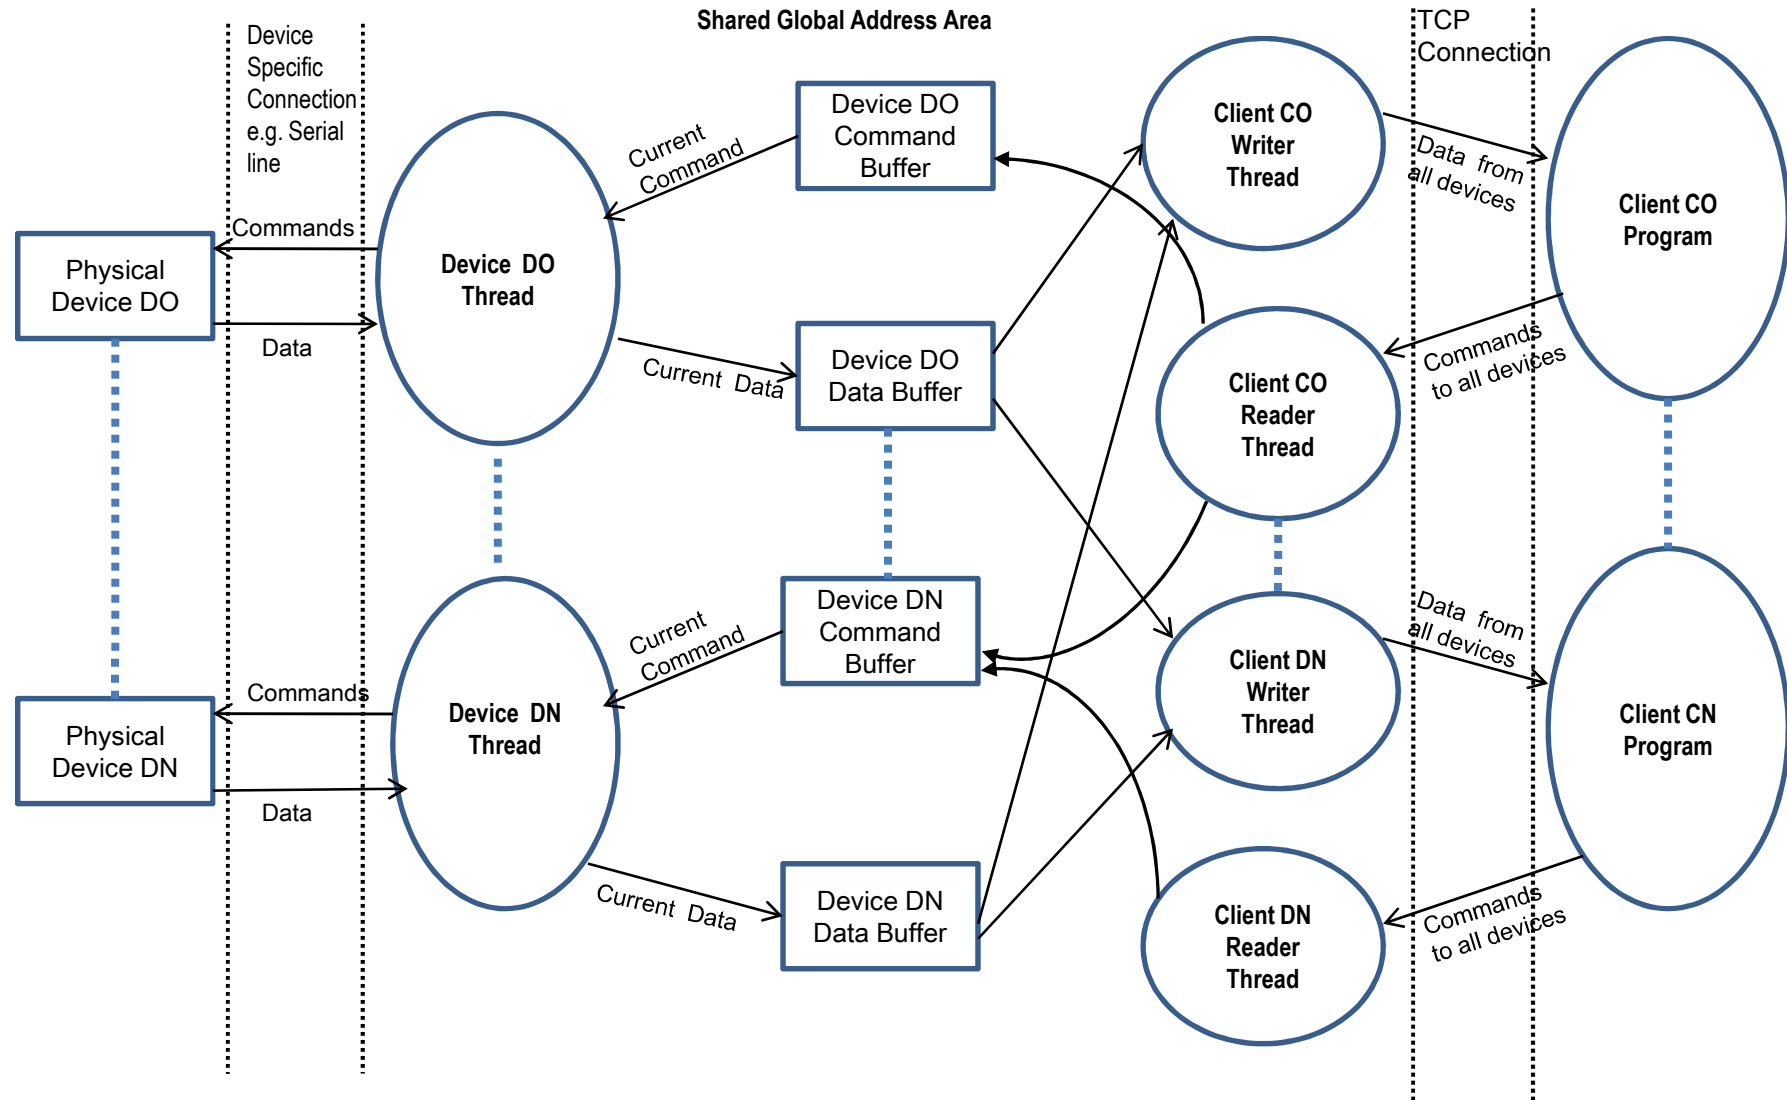 Shared Global Address Area
Device
Specific
Connection
e.g. Serial
line
TCP
Connection
Device DO
Command
Buffer
Client CO
Writer
Thread
Client CO
Program
Current
Command
Data from
all devices
Commands
Physical
Device DO
Device DO
Thread
Data
Current Data
Device DO
Data Buffer
Client CO
Reader
Thread
Commands
to all devices
Device DN
Command
Buffer
Current
Command
Client DN
Writer
Thread
Data from
all devices
Client CN
Program
Commands
Physical
Device DN
Device DN
Thread
Data
Current Data
Device DN
Data Buffer
Client DN
Reader
Thread
Commands
to all devices